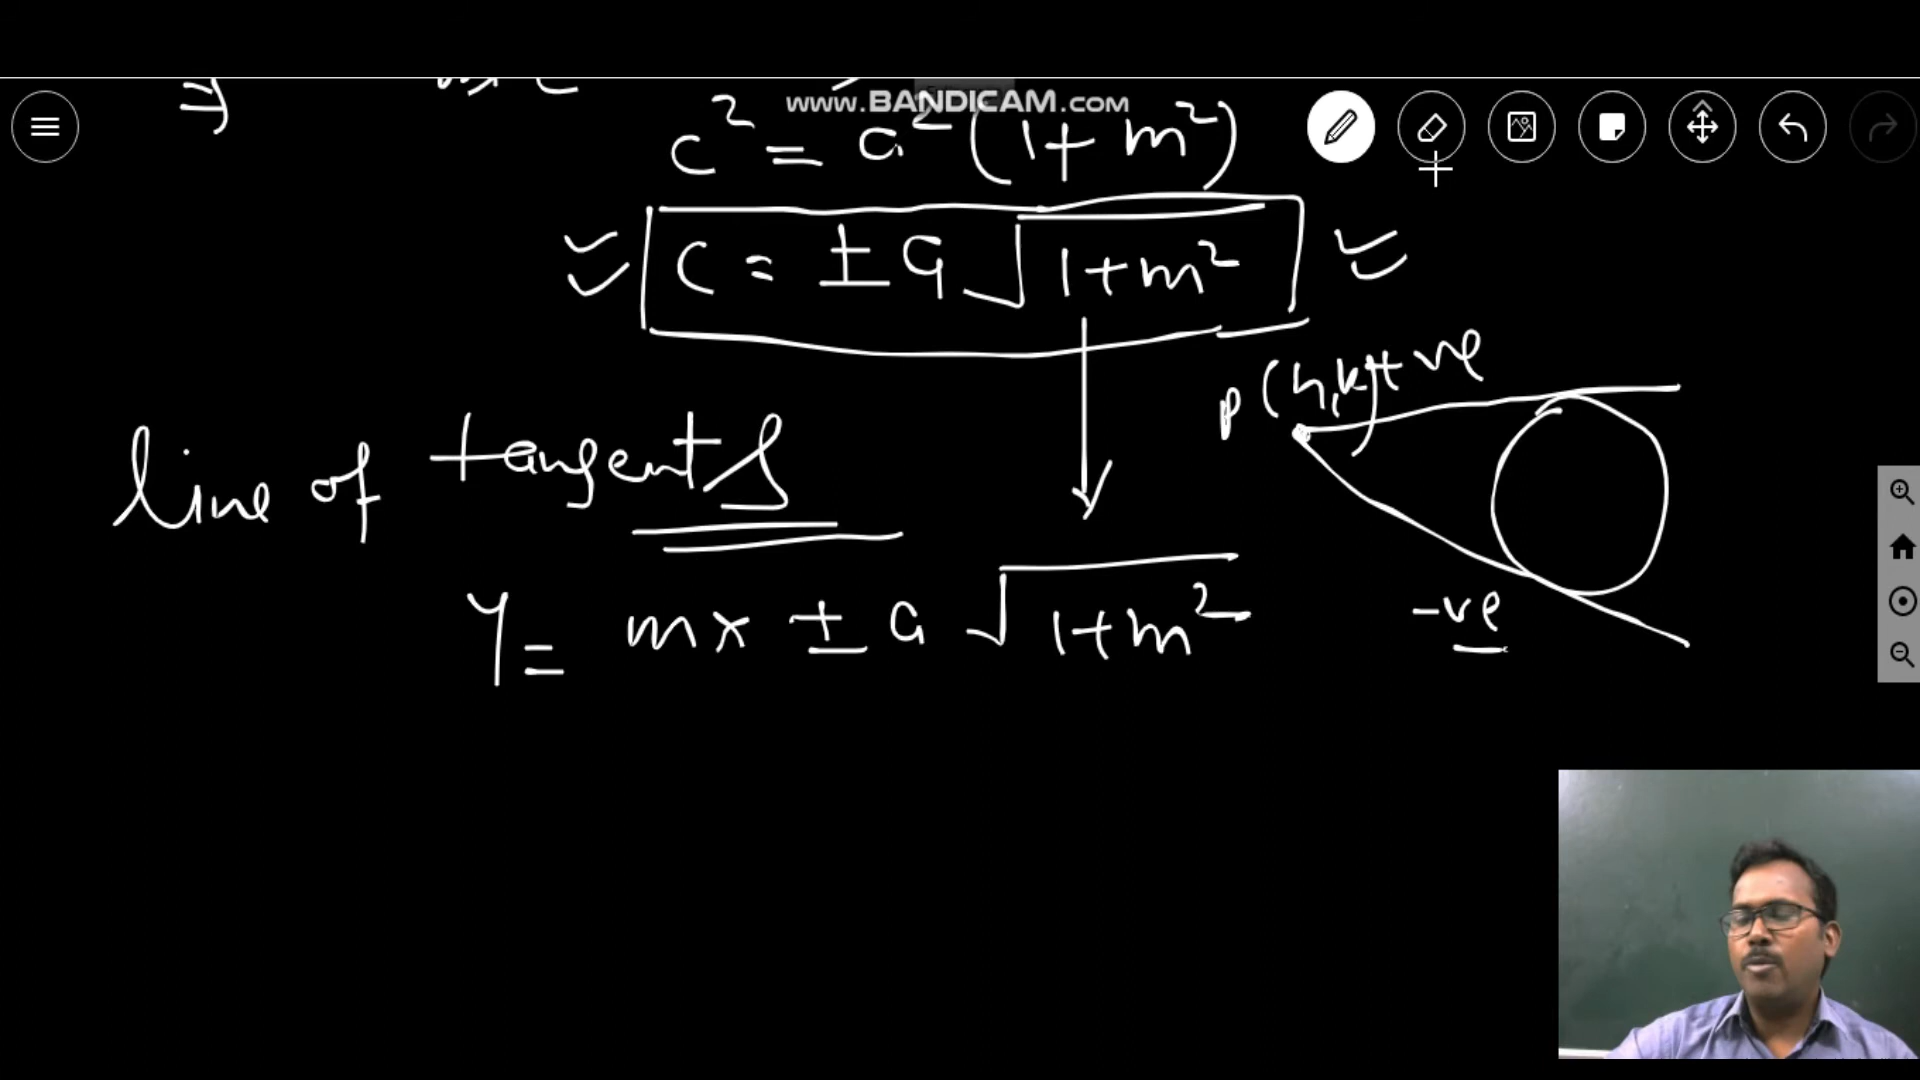 WWW.BANDICAM.COM
⇒
c² = a² (1 + m²)
c = ± a √1+m²
P (h, k) +ve
line of tangents
y = mx ± a √1+m²
-ve